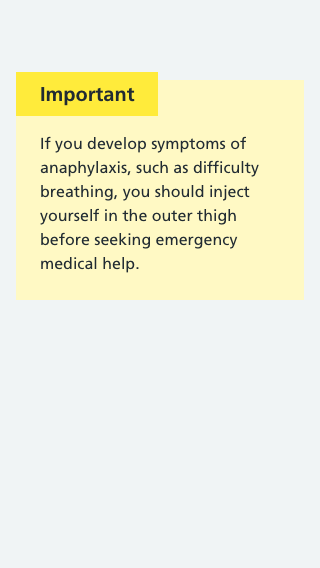 Important
If you develop symptoms of
anaphylaxis, such as difficulty
breathing, you should inject
yourself in the outer thigh
before seeking emergency
medical help.